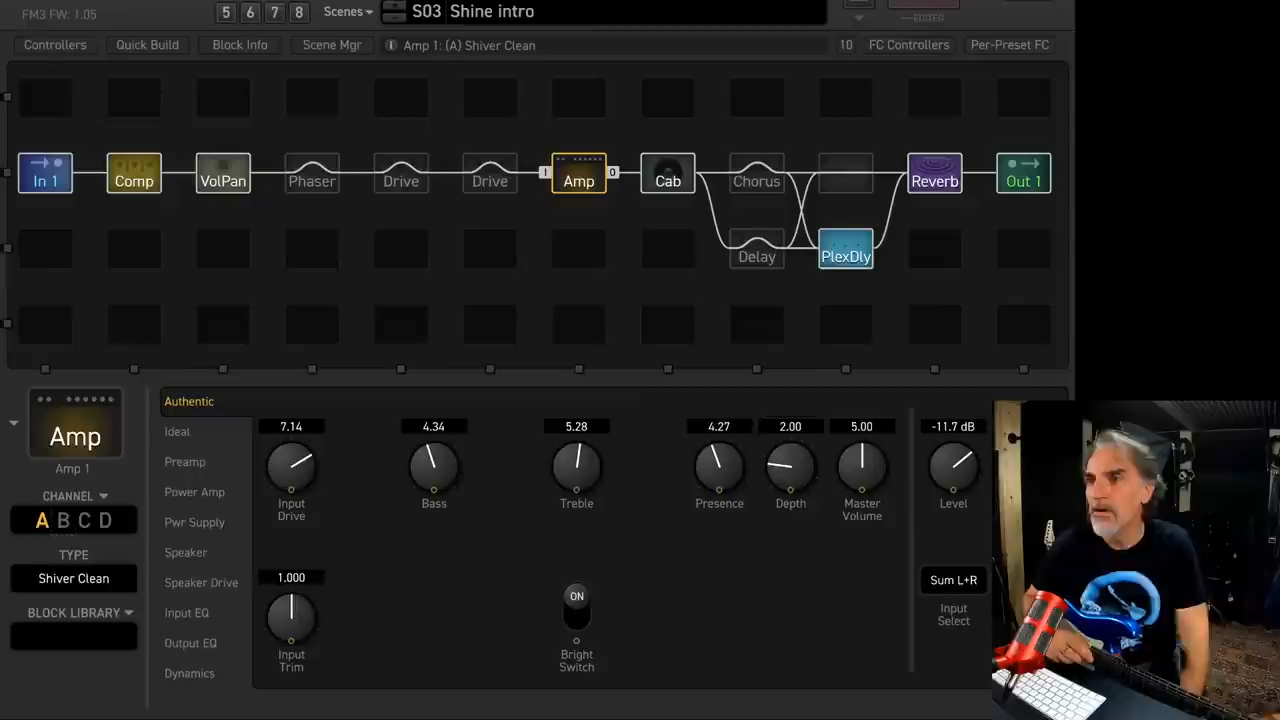 FM3 FW: 1.05
5 6 7 8 Scenes S03 Shine intro
EDITED
Controllers Quick Build Block Info Scene Mgr Amp 1: (A) Shiver Clean 10 FC Controllers Per-Preset FC
In 1 Comp VolPan Phaser Drive Drive I Amp O Cab Chorus Reverb Out 1
Delay PlexDly
Amp
Amp 1
CHANNEL
A B C D
TYPE
Shiver Clean
BLOCK LIBRARY
Authentic
Ideal
Preamp
Power Amp
Pwr Supply
Speaker
Speaker Drive
Input EQ
Output EQ
Dynamics
7.14 4.34 5.28 4.27 2.00 5.00 -11.7 dB
Input Bass Treble Presence Depth Master Level
Drive Volume
1.000 ON Sum L+R
Input Bright Input
Trim Switch Select